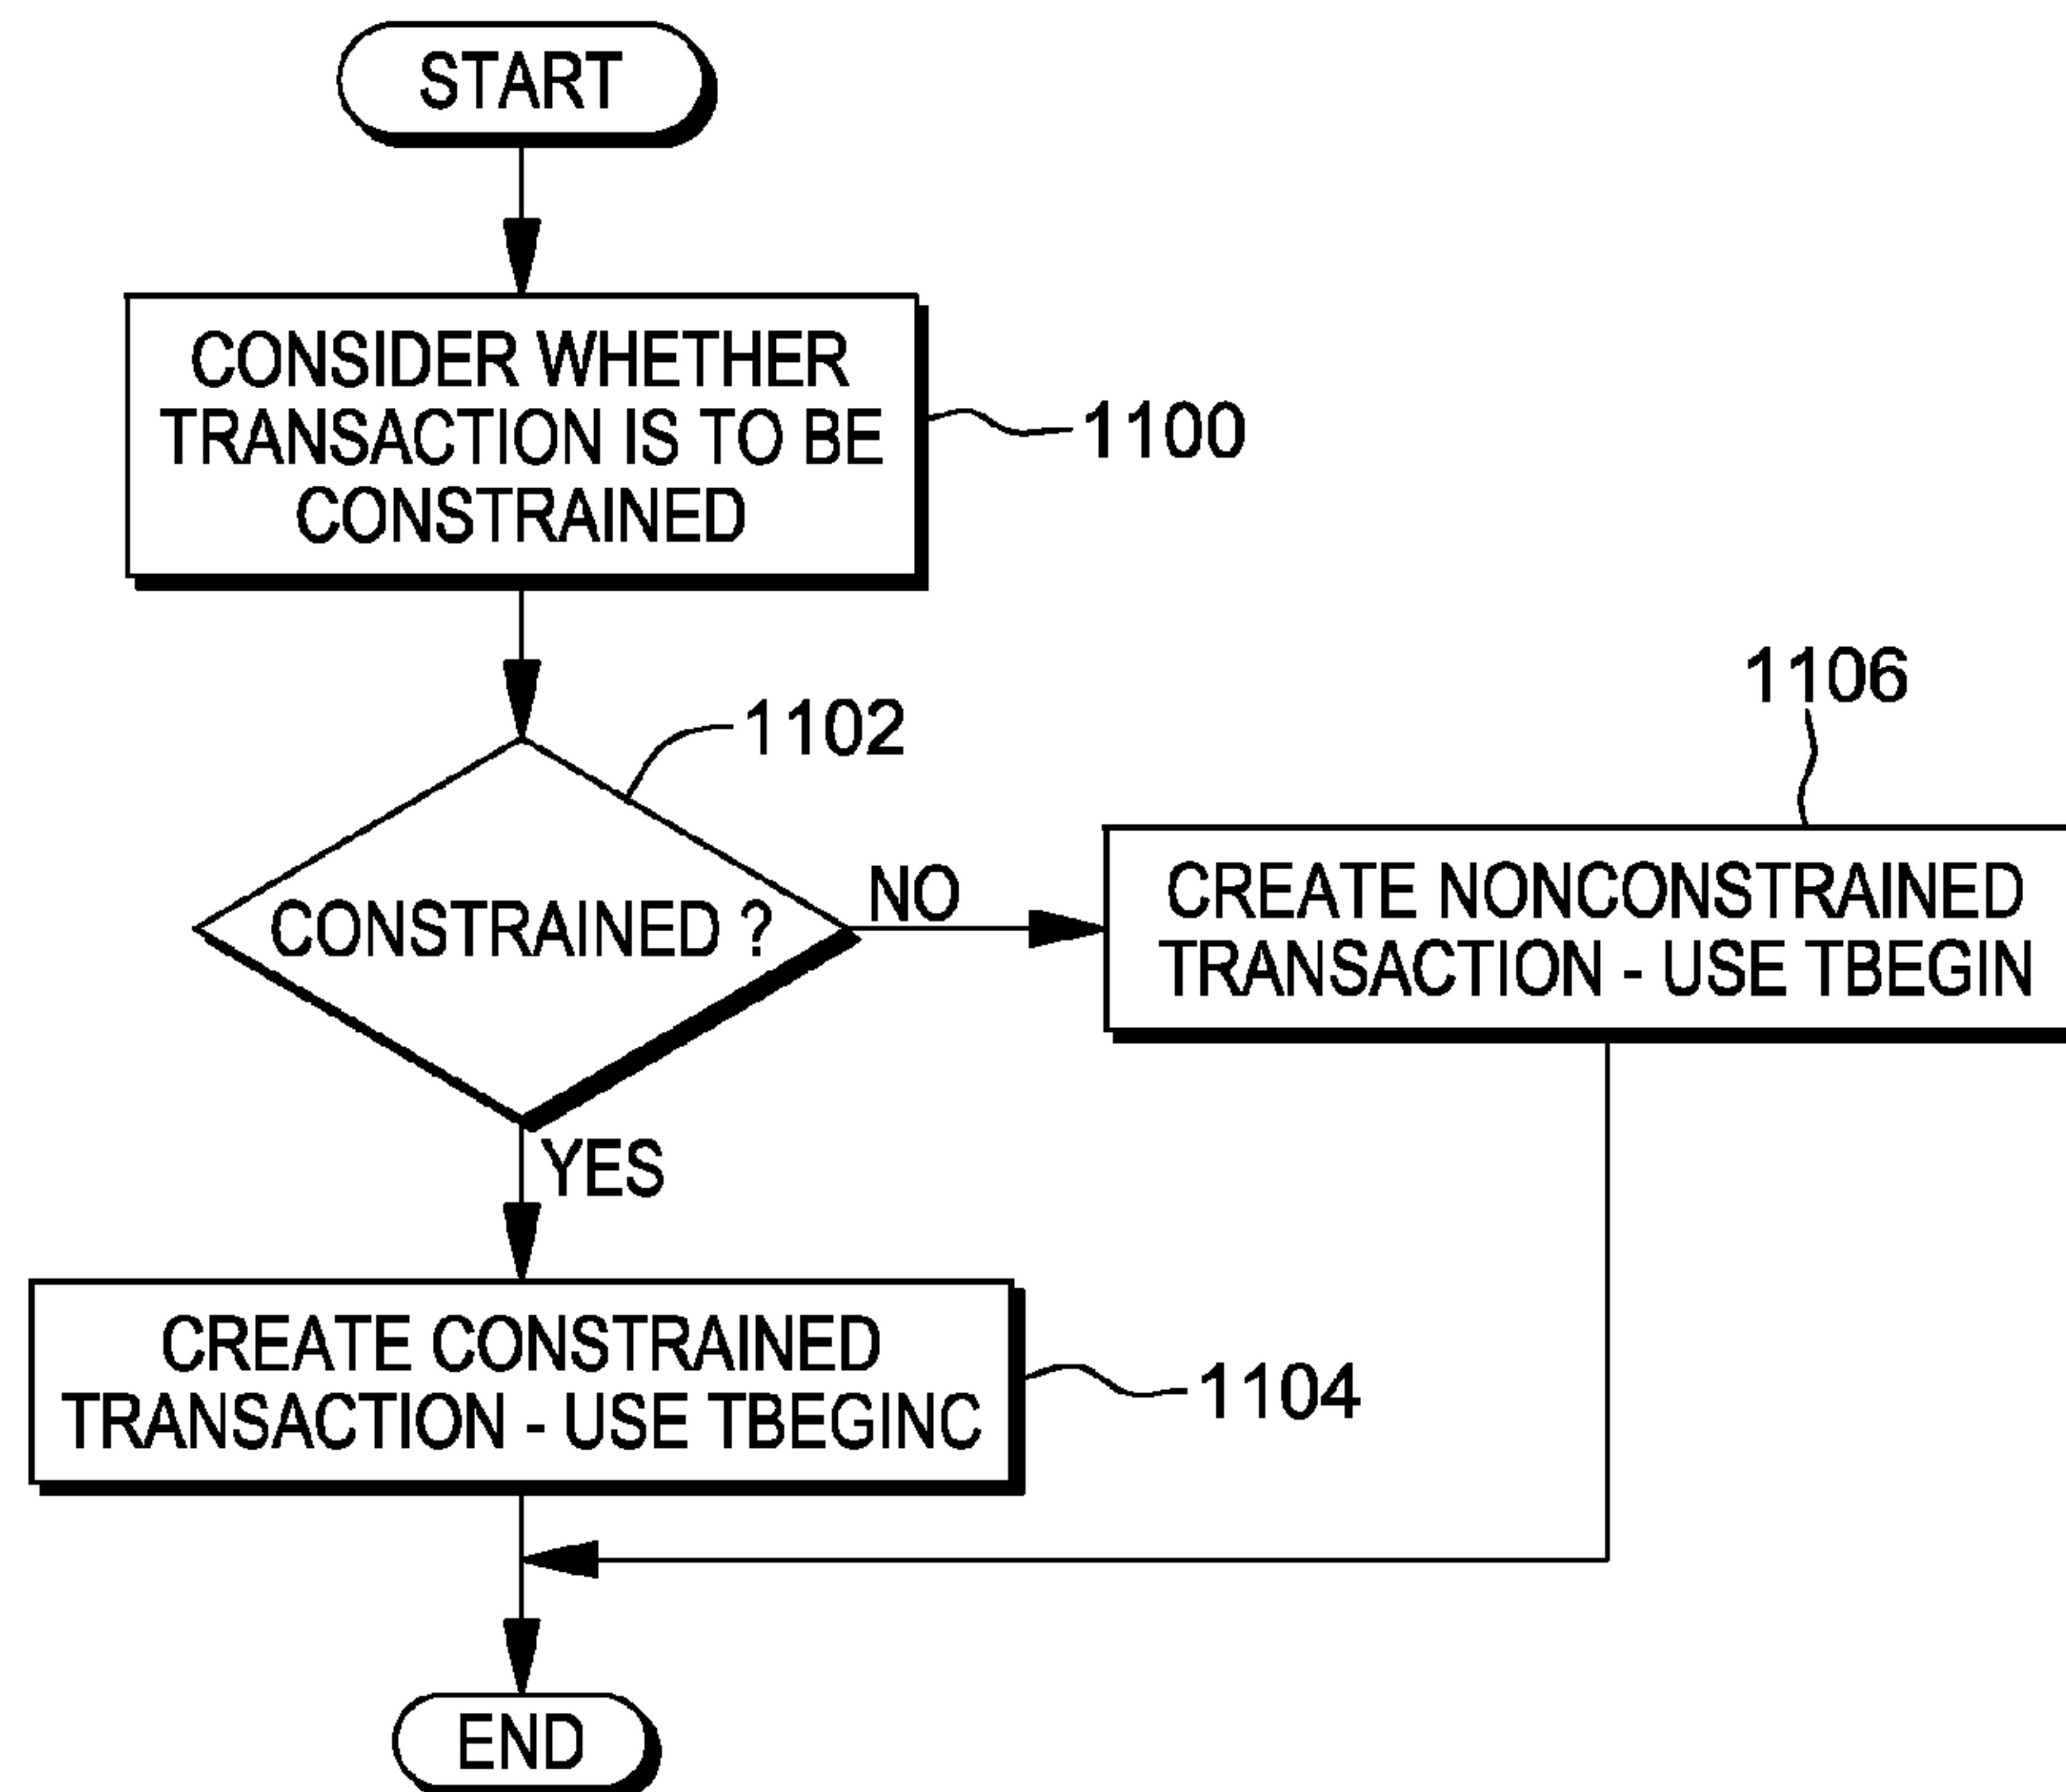 START
CONSIDER WHETHER
TRANSACTION IS TO BE
CONSTRAINED
1100
1102
CONSTRAINED ?
NO
1106
CREATE NONCONSTRAINED
TRANSACTION - USE TBEGIN
YES
CREATE CONSTRAINED
TRANSACTION - USE TBEGINC
1104
END